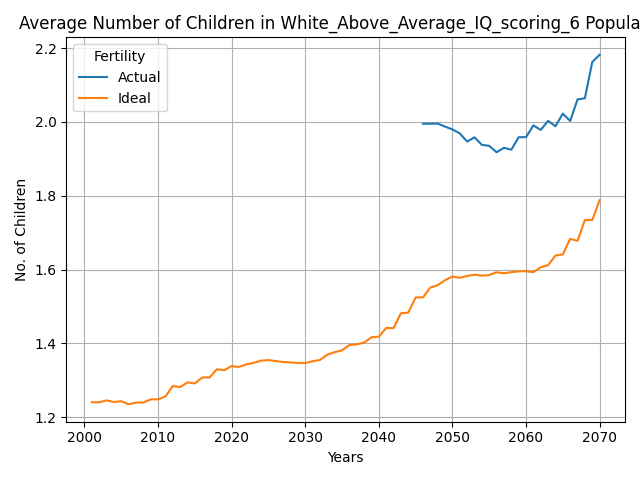 Average Number of Children in White_Above_Average_IQ_scoring_6 Popula
Fertility
Actual
Ideal
2.2
2.0
1.8
1.6
1.4
1.2
No. of Children
2000 2010 2020 2030 2040 2050 2060 2070
Years